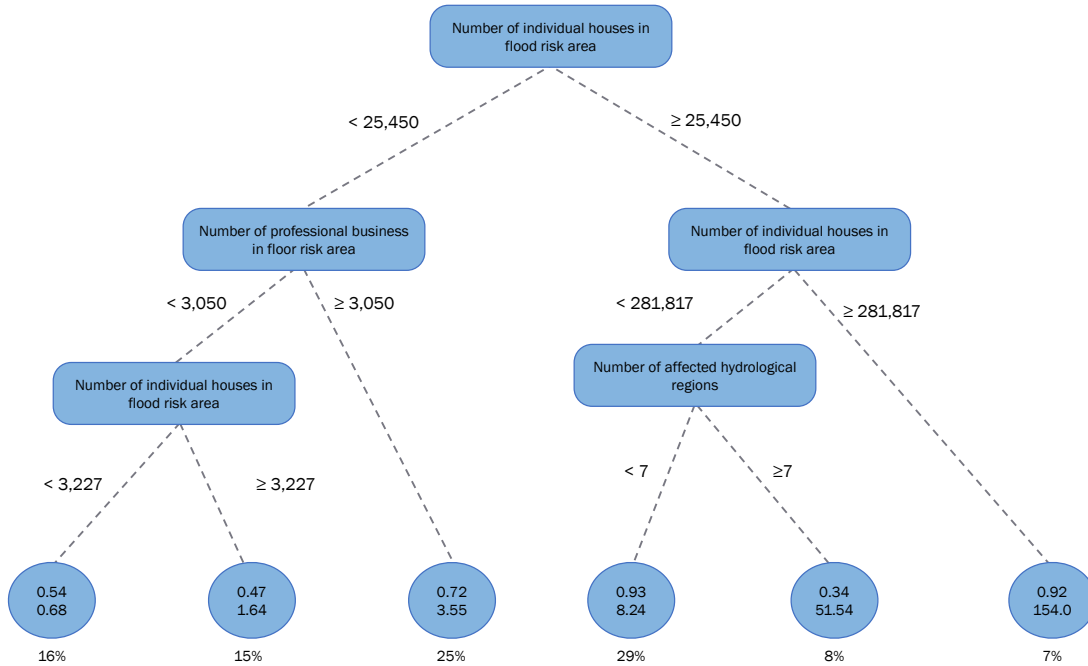 Number of individual houses in
flood risk area
< 25,450
≥ 25,450
Number of professional business
in floor risk area
Number of individual houses in
flood risk area
< 3,050
≥ 3,050
< 281,817
≥ 281,817
Number of individual houses in
flood risk area
Number of affected hydrological
regions
< 3,227
≥ 3,227
< 7
≥7
0.54
0.68
0.47
1.64
0.72
3.55
0.93
8.24
0.34
51.54
0.92
154.0
16%
15%
25%
29%
8%
7%